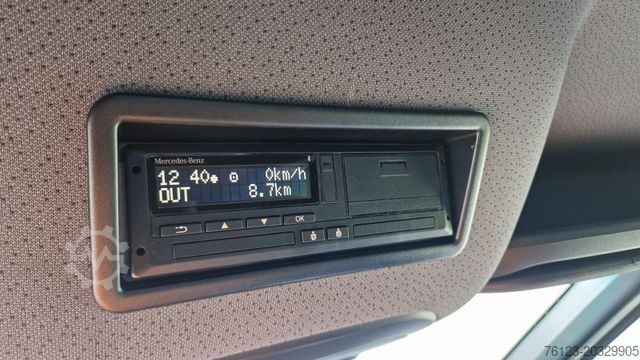 Mercedes-Benz
12 40 0km/h
OUT 8.7km
OK
76123-20329905